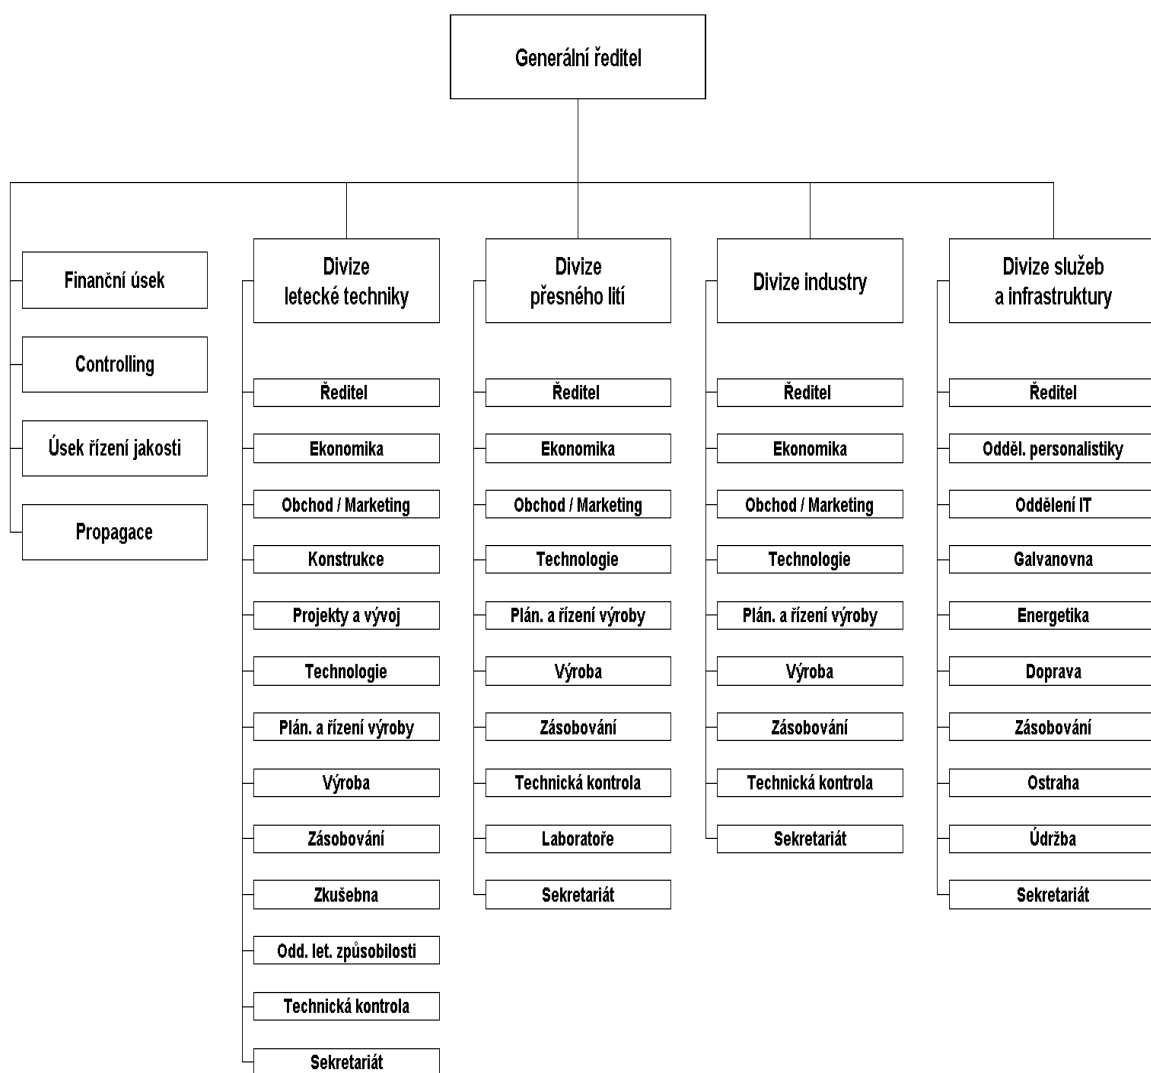 Generální ředitel
Finanční úsek
Controlling
Úsek řízení jakosti
Propagace
Divize
letecké techniky
Ředitel
Ekonomika
Obchod / Marketing
Konstrukce
Projekty a vývoj
Technologie
Plán. a řízení výroby
Výroba
Zásobování
Zkušebna
Odd. let. způsobilosti
Technická kontrola
Sekretariát
Divize
přesného lití
Ředitel
Ekonomika
Obchod / Marketing
Technologie
Plán. a řízení výroby
Výroba
Zásobování
Technická kontrola
Laboratoře
Sekretariát
Divize industry
Ředitel
Ekonomika
Obchod / Marketing
Technologie
Plán. a řízení výroby
Výroba
Zásobování
Technická kontrola
Sekretariát
Divize služeb
a infrastruktury
Ředitel
Odděl. personalistiky
Oddělení IT
Galvanovna
Energetika
Doprava
Zásobování
Ostraha
Údržba
Sekretariát